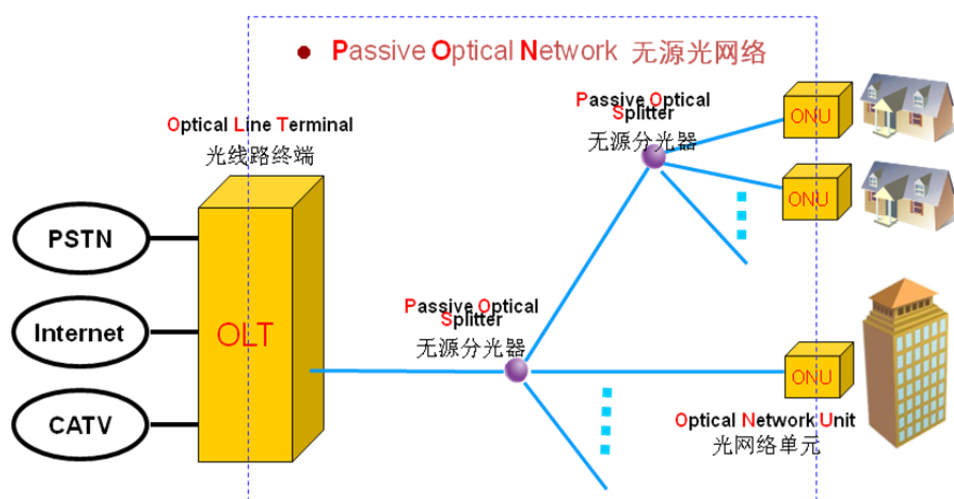 Passive Optical Network 无源光网络
Passive Optical
Splitter
无源分光器
ONU
Optical Line Terminal
光线路终端
ONU
PSTN
Internet
CATV
OLT
Passive Optical
Splitter
无源分光器
ONU
Optical Network Unit
光网络单元